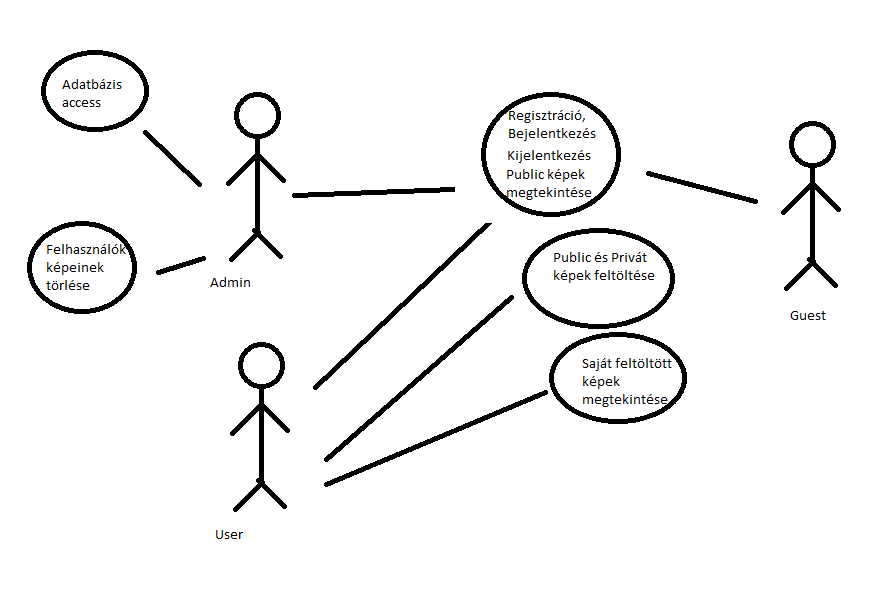 Adatbázis
access
Regisztráció,
Bejelentkezés
Kijelentkezés
Public képek
megtekintése
Felhasználók
képeinek
törlése
Admin
Public és Privát
képek feltöltése
Guest
Saját feltöltött
képek
megtekintése
User